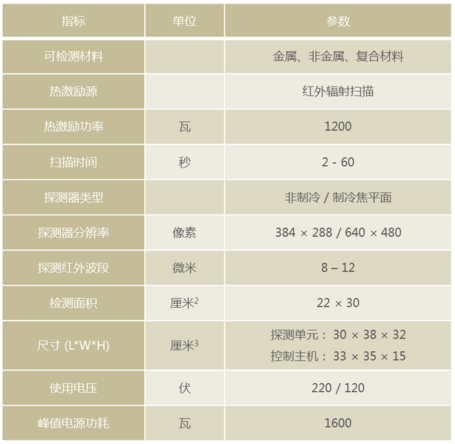 指标 单位 参数
可检测材料 金属、非金属、复合材料
热激励源 红外辐射扫描
热激励功率 瓦 1200
扫描时间 秒 2 - 60
探测器类型 非制冷 / 制冷焦平面
探测器分辨率 像素 384 × 288 / 640 × 480
探测红外波段 微米 8 – 12
检测面积 厘米² 22 × 30
尺寸 (L*W*H) 厘米³ 探测单元： 30 × 38 × 32
控制主机： 33 × 35 × 15
使用电压 伏 220 / 120
峰值电源功耗 瓦 1600